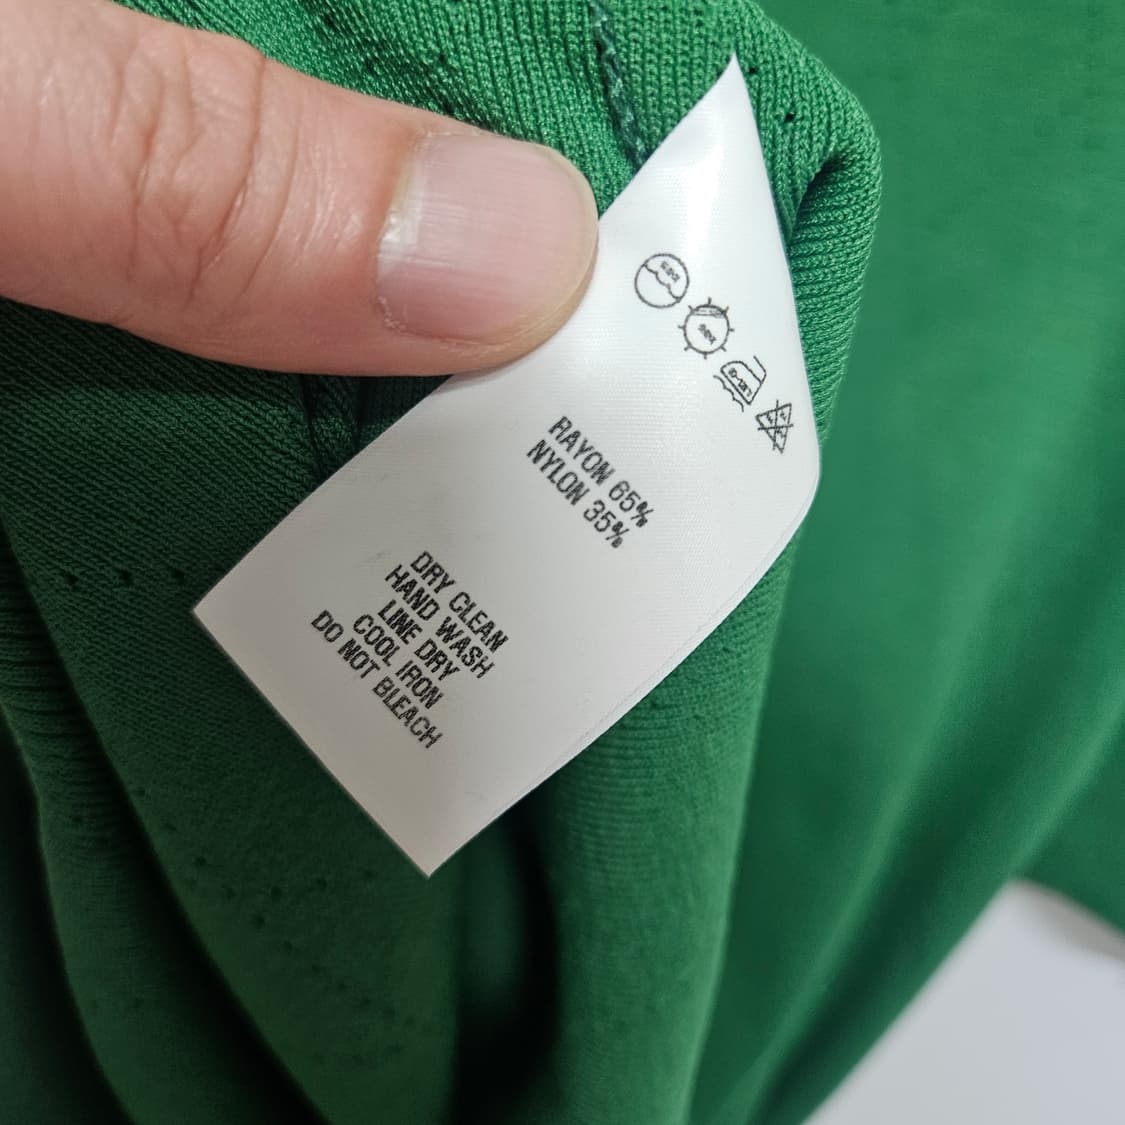 RAYON 65%
NYLON 35%
DRY CLEAN
HAND WASH
LINE DRY
COOL IRON
DO NOT BLEACH